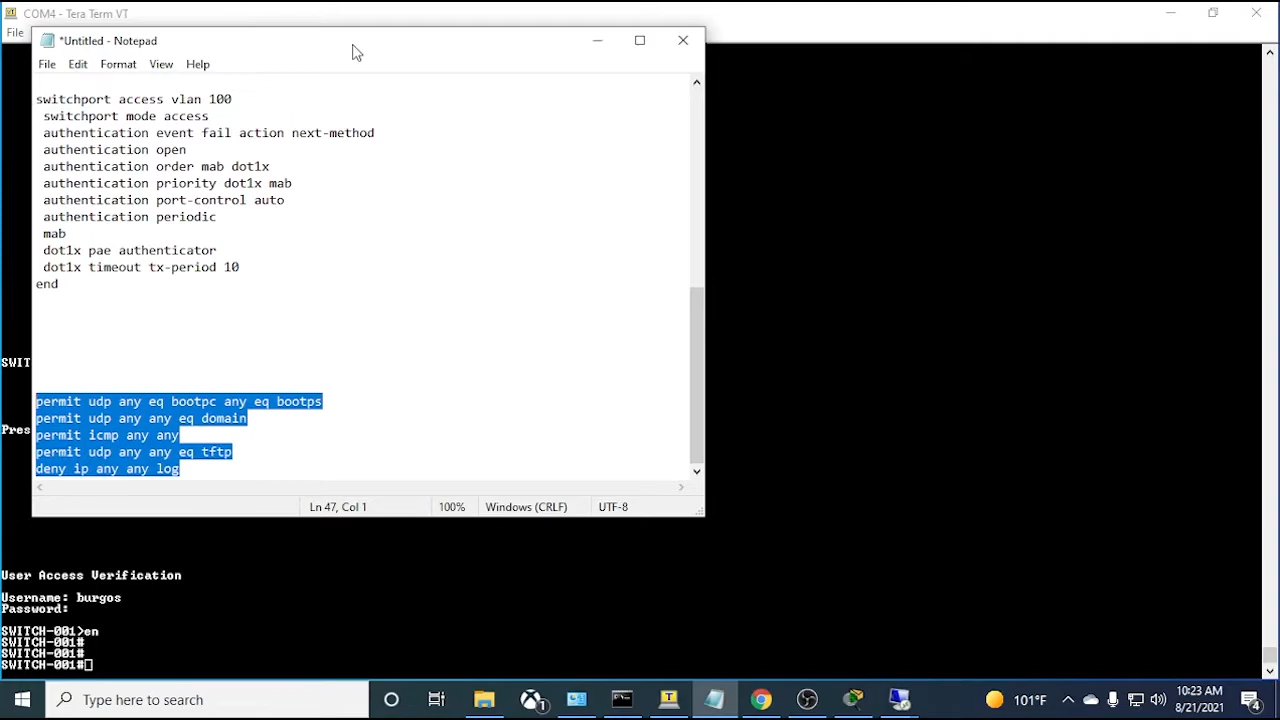 COM4 - Tera Term VT
File
*Untitled - Notepad
File Edit Format View Help
switchport access vlan 100
switchport mode access
authentication event fail action next-method
authentication open
authentication order mab dot1x
authentication priority dot1x mab
authentication port-control auto
authentication periodic
mab
dot1x pae authenticator
dot1x timeout tx-period 10
end
SWIT
permit udp any eq bootpc any eq bootps
permit udp any any eq domain
Pres
permit icmp any any
permit udp any any eq tftp
deny ip any any log
Ln 47, Col 1 100% Windows (CRLF) UTF-8
User Access Verification
Username: burgos
Password:
SWITCH-001>en
SWITCH-001#
SWITCH-001#
SWITCH-001#
Type here to search
101°F
10:23 AM
8/21/2021
1
4